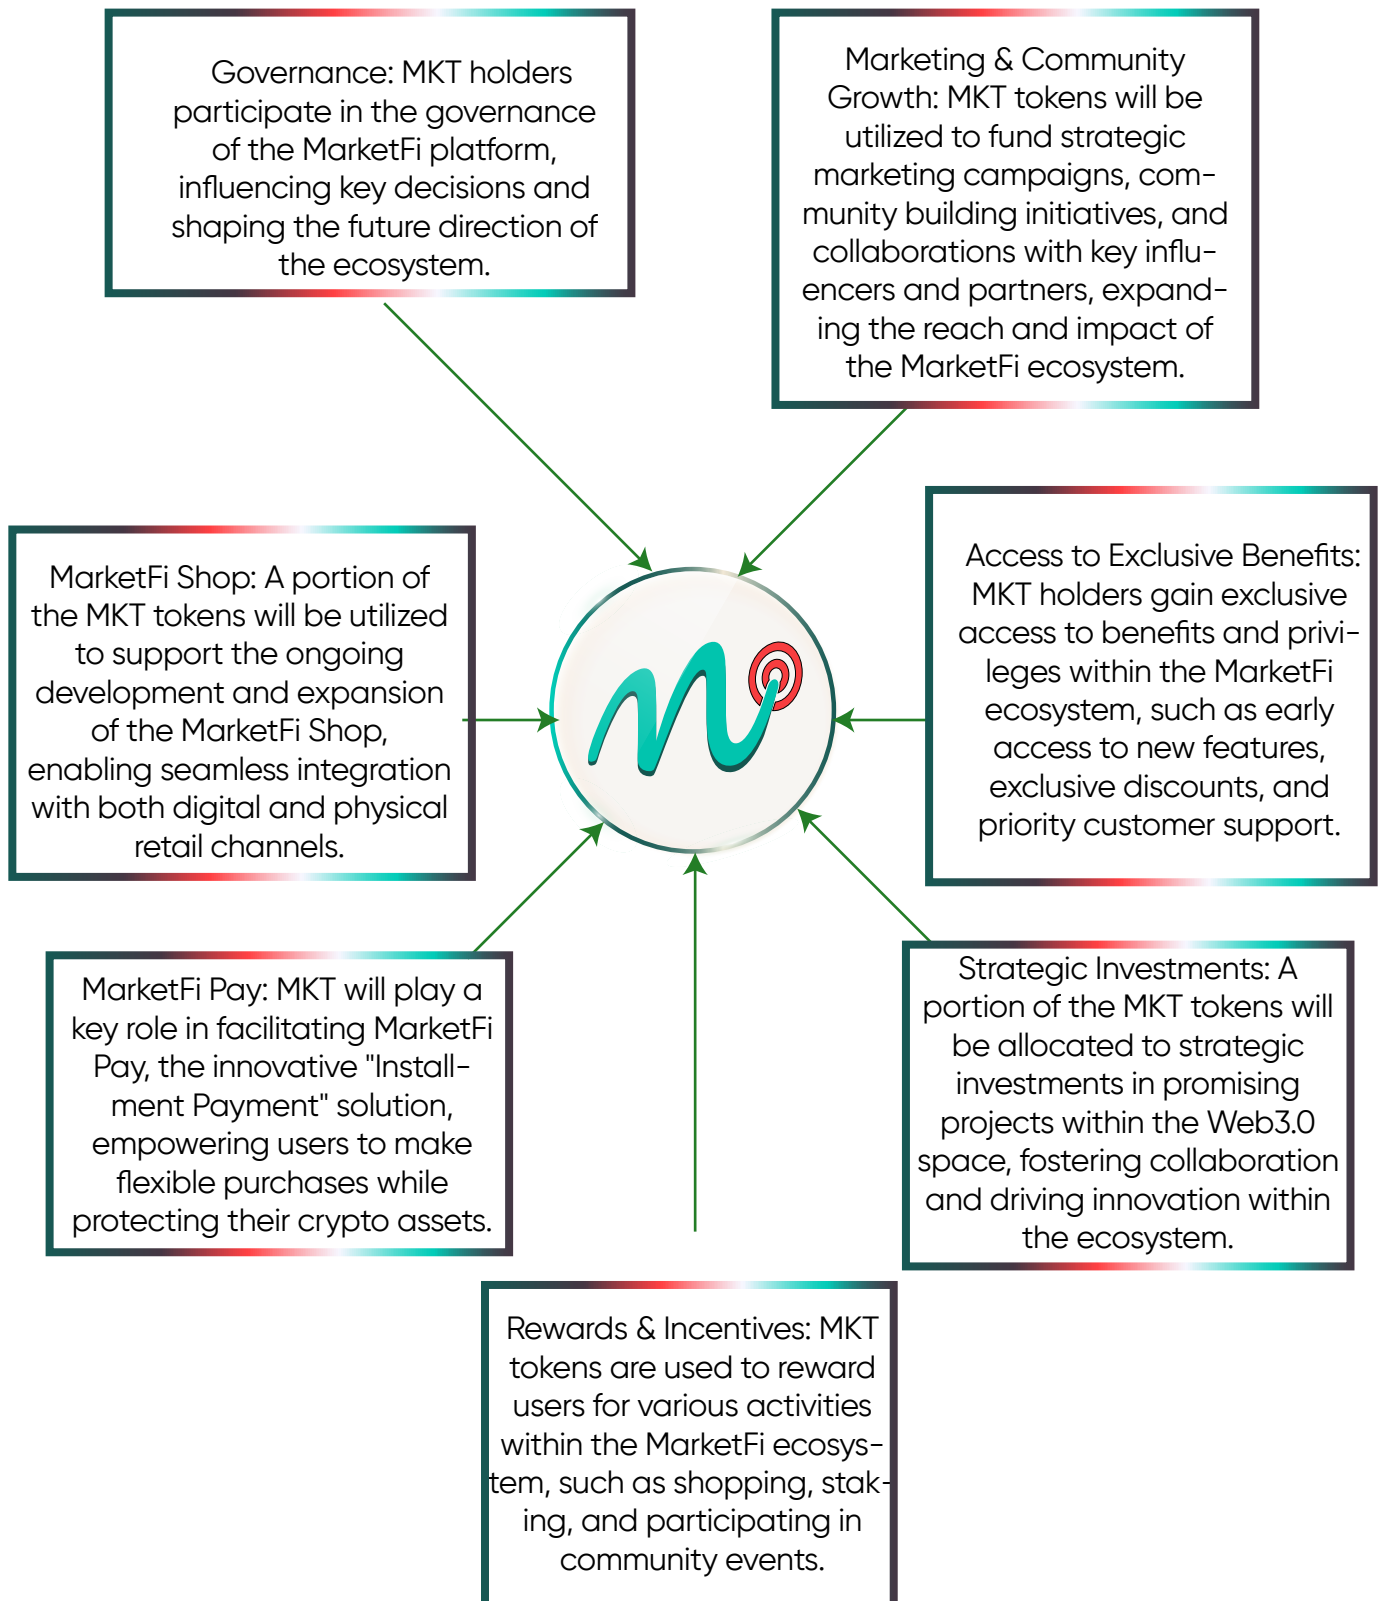 Governance: MKT holders
participate in the governance
of the MarketFi platform,
influencing key decisions and
shaping the future direction of
the ecosystem.
Marketing & Community
Growth: MKT tokens will be
utilized to fund strategic
marketing campaigns, com-
munity building initiatives, and
collaborations with key influ-
encers and partners, expand-
ing the reach and impact of
the MarketFi ecosystem.
MarketFi Shop: A portion of
the MKT tokens will be utilized
to support the ongoing
development and expansion
of the MarketFi Shop,
enabling seamless integration
with both digital and physical
retail channels.
Access to Exclusive Benefits:
MKT holders gain exclusive
access to benefits and privi-
leges within the MarketFi
ecosystem, such as early
access to new features,
exclusive discounts, and
priority customer support.
MarketFi Pay: MKT will play a
key role in facilitating MarketFi
Pay, the innovative "Install-
ment Payment" solution,
empowering users to make
flexible purchases while
protecting their crypto assets.
Strategic Investments: A
portion of the MKT tokens will
be allocated to strategic
investments in promising
projects within the Web3.0
space, fostering collaboration
and driving innovation within
the ecosystem.
Rewards & Incentives: MKT
tokens are used to reward
users for various activities
within the MarketFi ecosys-
tem, such as shopping, stak-
ing, and participating in
community events.